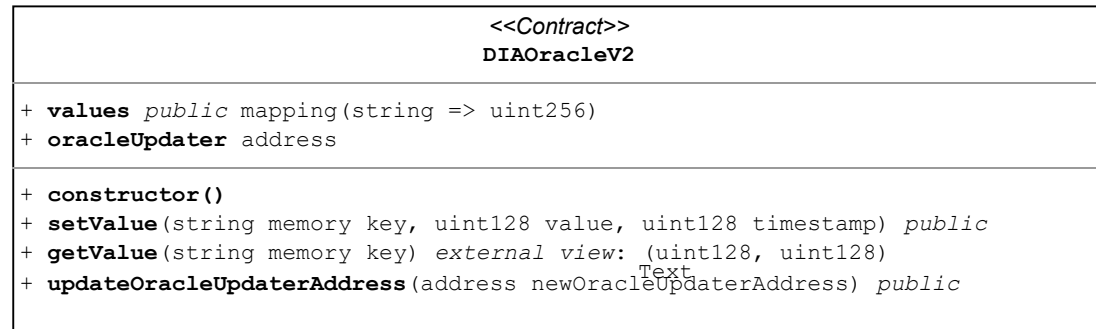 <<Contract>>
DIAOracleV2
+ values public mapping(string => uint256)
+ oracleUpdater address
+ constructor()
+ setValue(string memory key, uint128 value, uint128 timestamp) public
+ getValue(string memory key) external view: (uint128, uint128)
Text
+ updateOracleUpdaterAddress(address newOracleUpdaterAddress) public